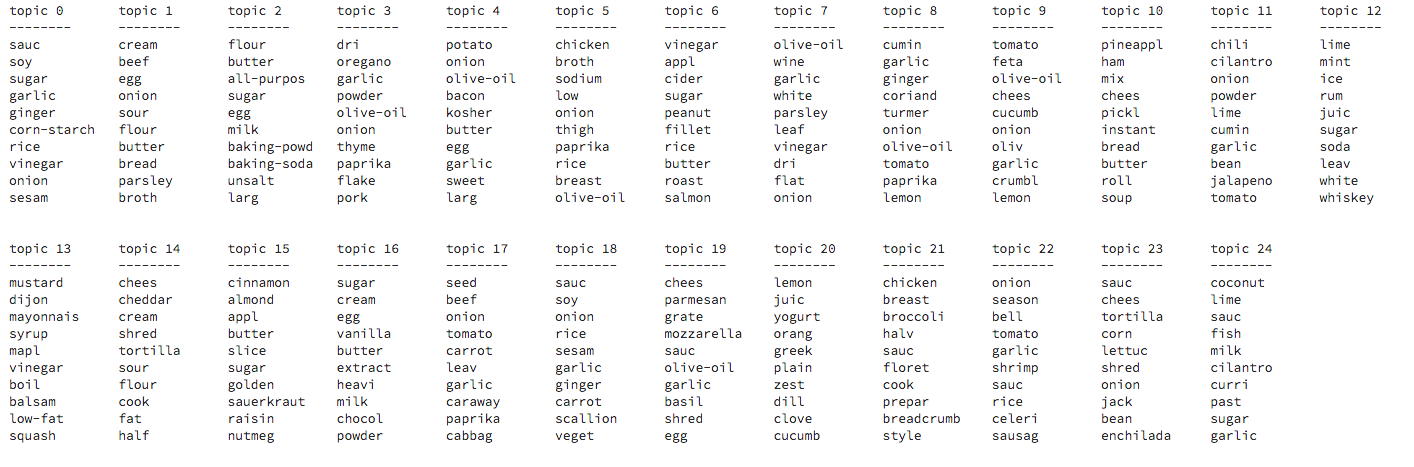 topic 0 topic 1 topic 2 topic 3 topic 4 topic 5 topic 6 topic 7 topic 8 topic 9 topic 10 topic 11 topic 12
-------- -------- -------- -------- -------- -------- -------- -------- -------- -------- -------- -------- --------
sauc cream flour dri potato chicken vinegar olive-oil cumin tomato pineappl chili lime
soy beef butter oregano onion broth appl wine garlic feta ham cilantro mint
sugar egg all-purpos garlic olive-oil sodium cider garlic ginger olive-oil mix onion ice
garlic onion sugar powder bacon low sugar white coriand chees chees powder rum
ginger sour egg olive-oil kosher onion peanut parsley turmer cucumb pickl lime juic
corn-starch flour milk onion butter thigh fillet leaf onion onion instant cumin sugar
rice butter baking-powd thyme egg paprika rice vinegar olive-oil oliv bread garlic soda
vinegar bread baking-soda paprika garlic rice butter dri tomato garlic butter bean leav
onion parsley unsalt flake sweet breast roast flat paprika crumbl roll jalapeno white
sesam broth larg pork larg olive-oil salmon onion lemon lemon soup tomato whiskey
topic 13 topic 14 topic 15 topic 16 topic 17 topic 18 topic 19 topic 20 topic 21 topic 22 topic 23 topic 24
-------- -------- -------- -------- -------- -------- -------- -------- -------- -------- -------- --------
mustard chees cinnamon sugar seed sauc chees lemon chicken onion sauc coconut
dijon cheddar almond cream beef soy parmesan juic breast season chees lime
mayonnais cream appl egg onion onion grate yogurt broccoli bell tortilla sauc
syrup shred butter vanilla tomato rice mozzarella orang halv tomato corn fish
mapl tortilla slice butter carrot sesam sauc greek sauc garlic lettuc milk
vinegar sour sugar extract leav garlic olive-oil plain floret shrimp shred cilantro
boil flour golden heavi garlic ginger garlic zest cook sauc onion curri
balsam cook sauerkraut milk caraway carrot basil dill prepar rice jack past
low-fat fat raisin chocol paprika scallion shred clove breadcrumb celeri bean sugar
squash half nutmeg powder cabbag veget egg cucumb style sausag enchilada garlic